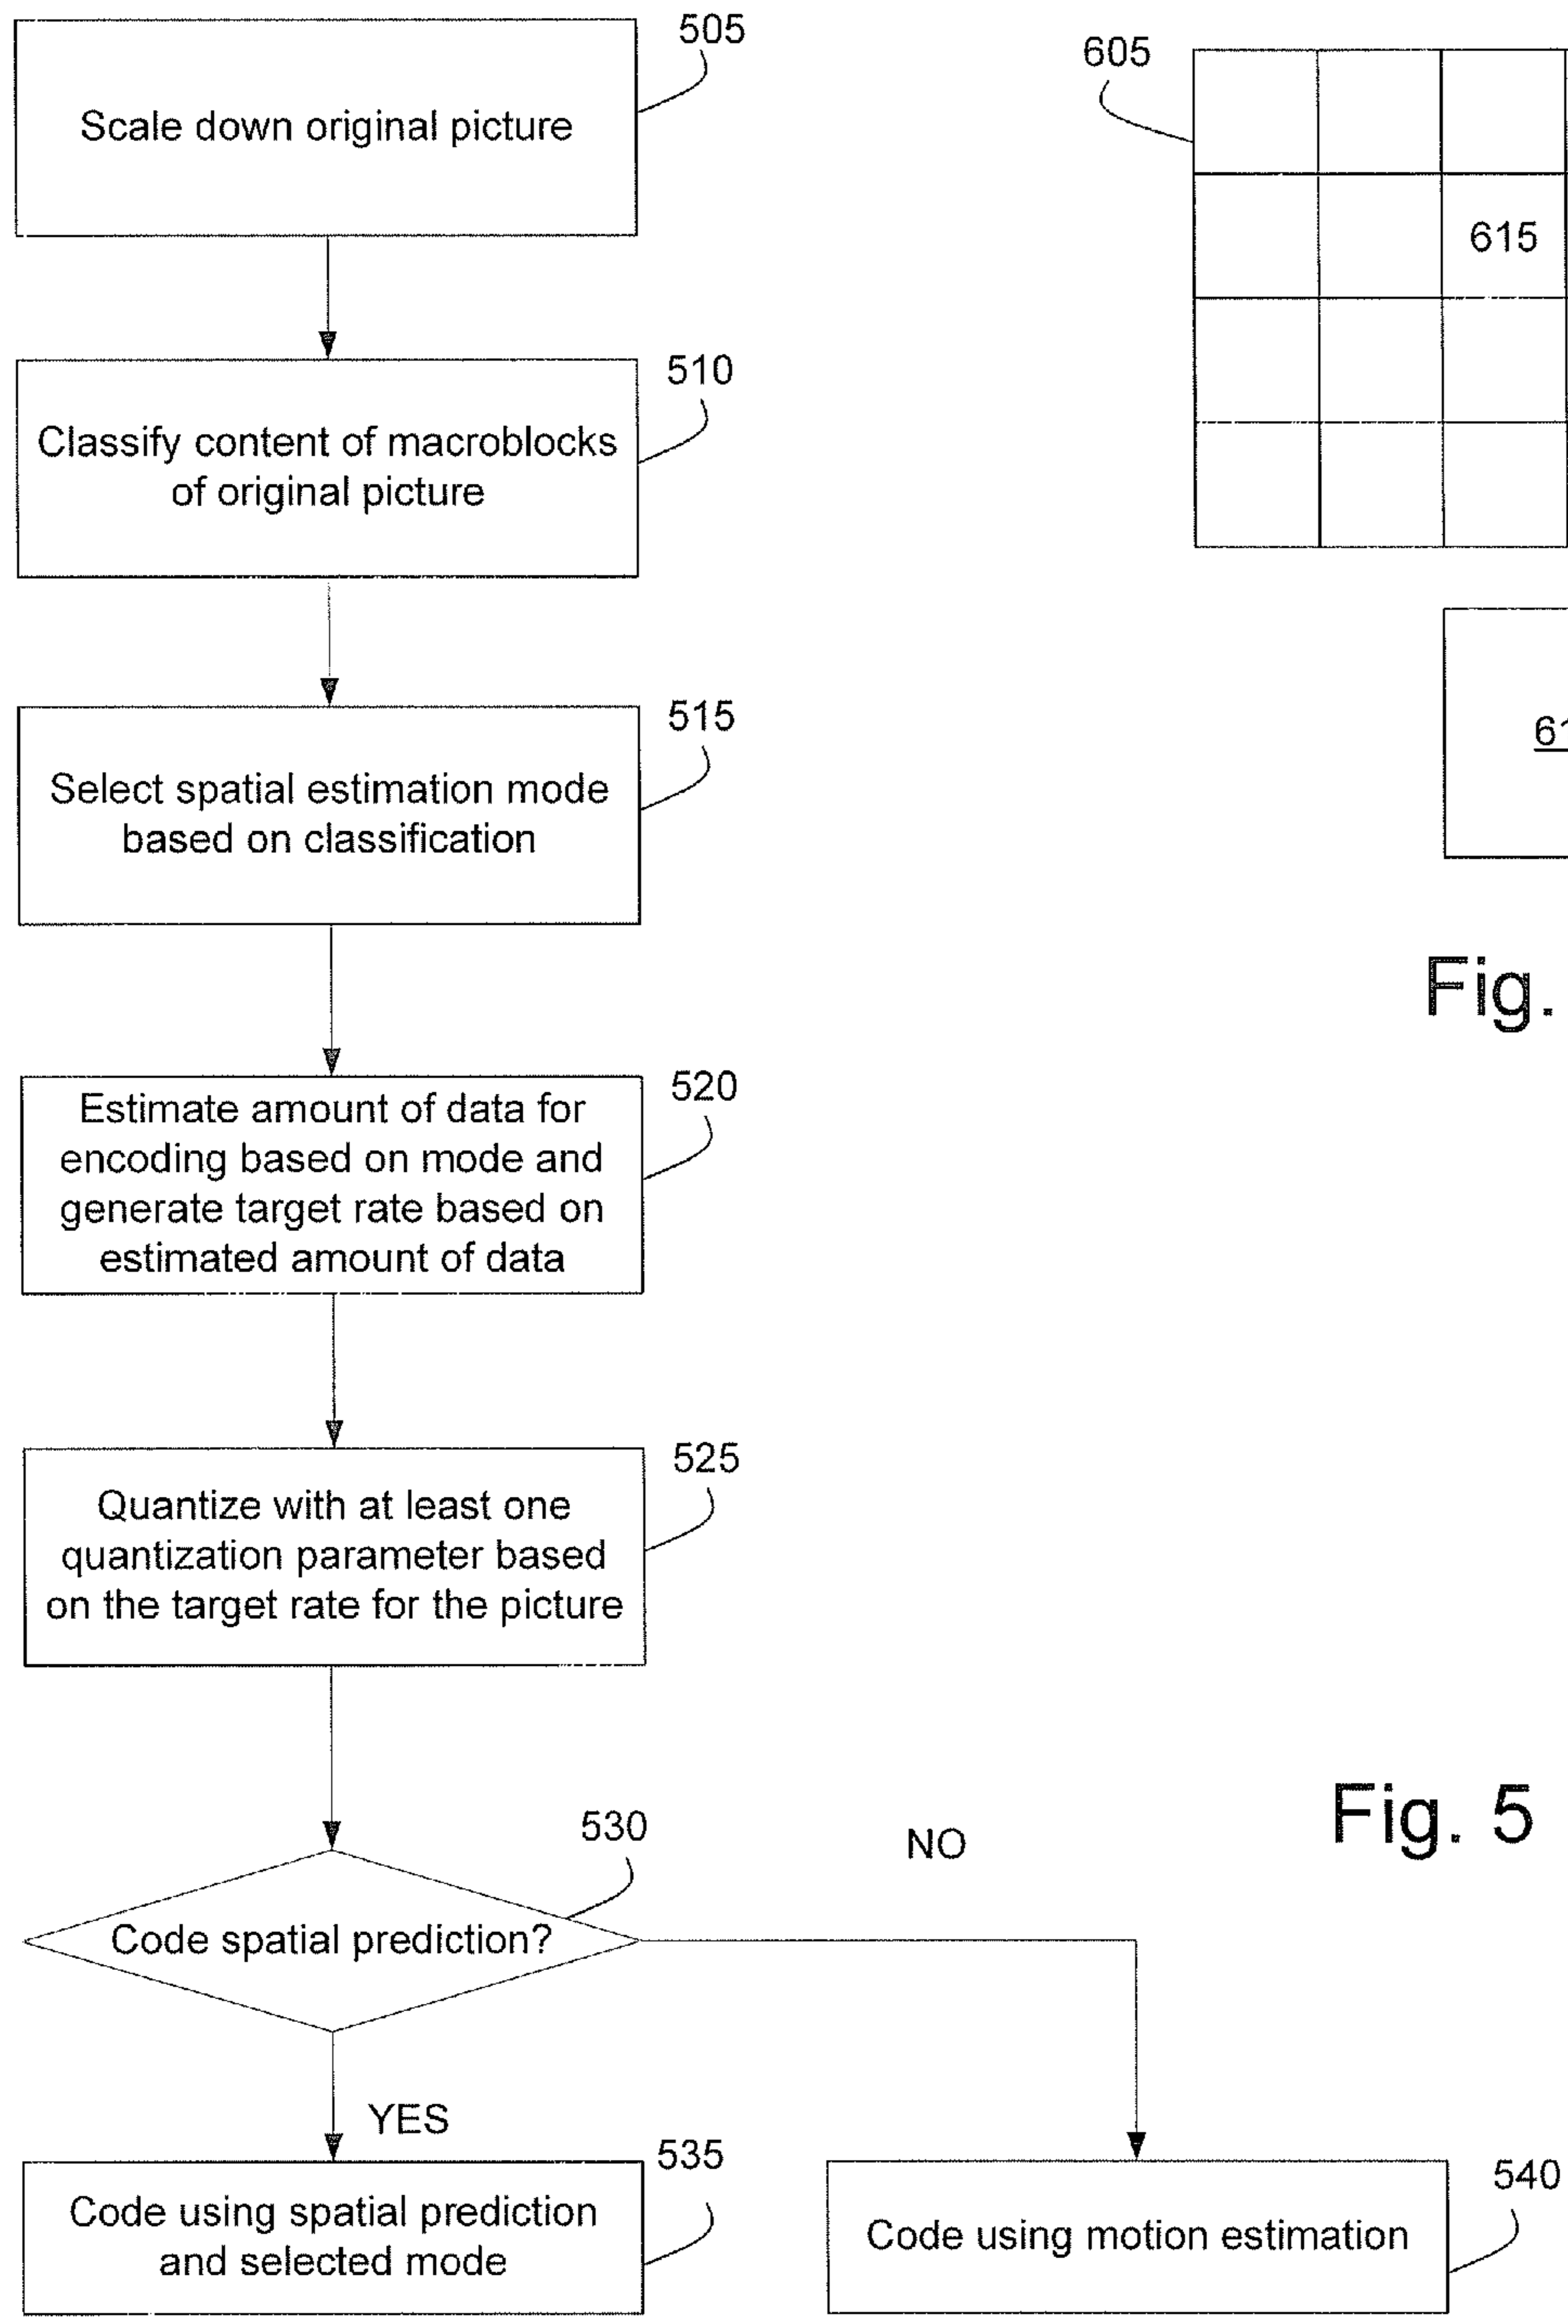 505
Scale down original picture
510
Classify content of macroblocks
of original picture
515
Select spatial estimation mode
based on classification
520
Estimate amount of data for
encoding based on mode and
generate target rate based on
estimated amount of data
525
Quantize with at least one
quantization parameter based
on the target rate for the picture
530
NO
Code spatial prediction?
YES
535
Code using spatial prediction
and selected mode
540
Code using motion estimation
Fig. 5
605
615
Fig.